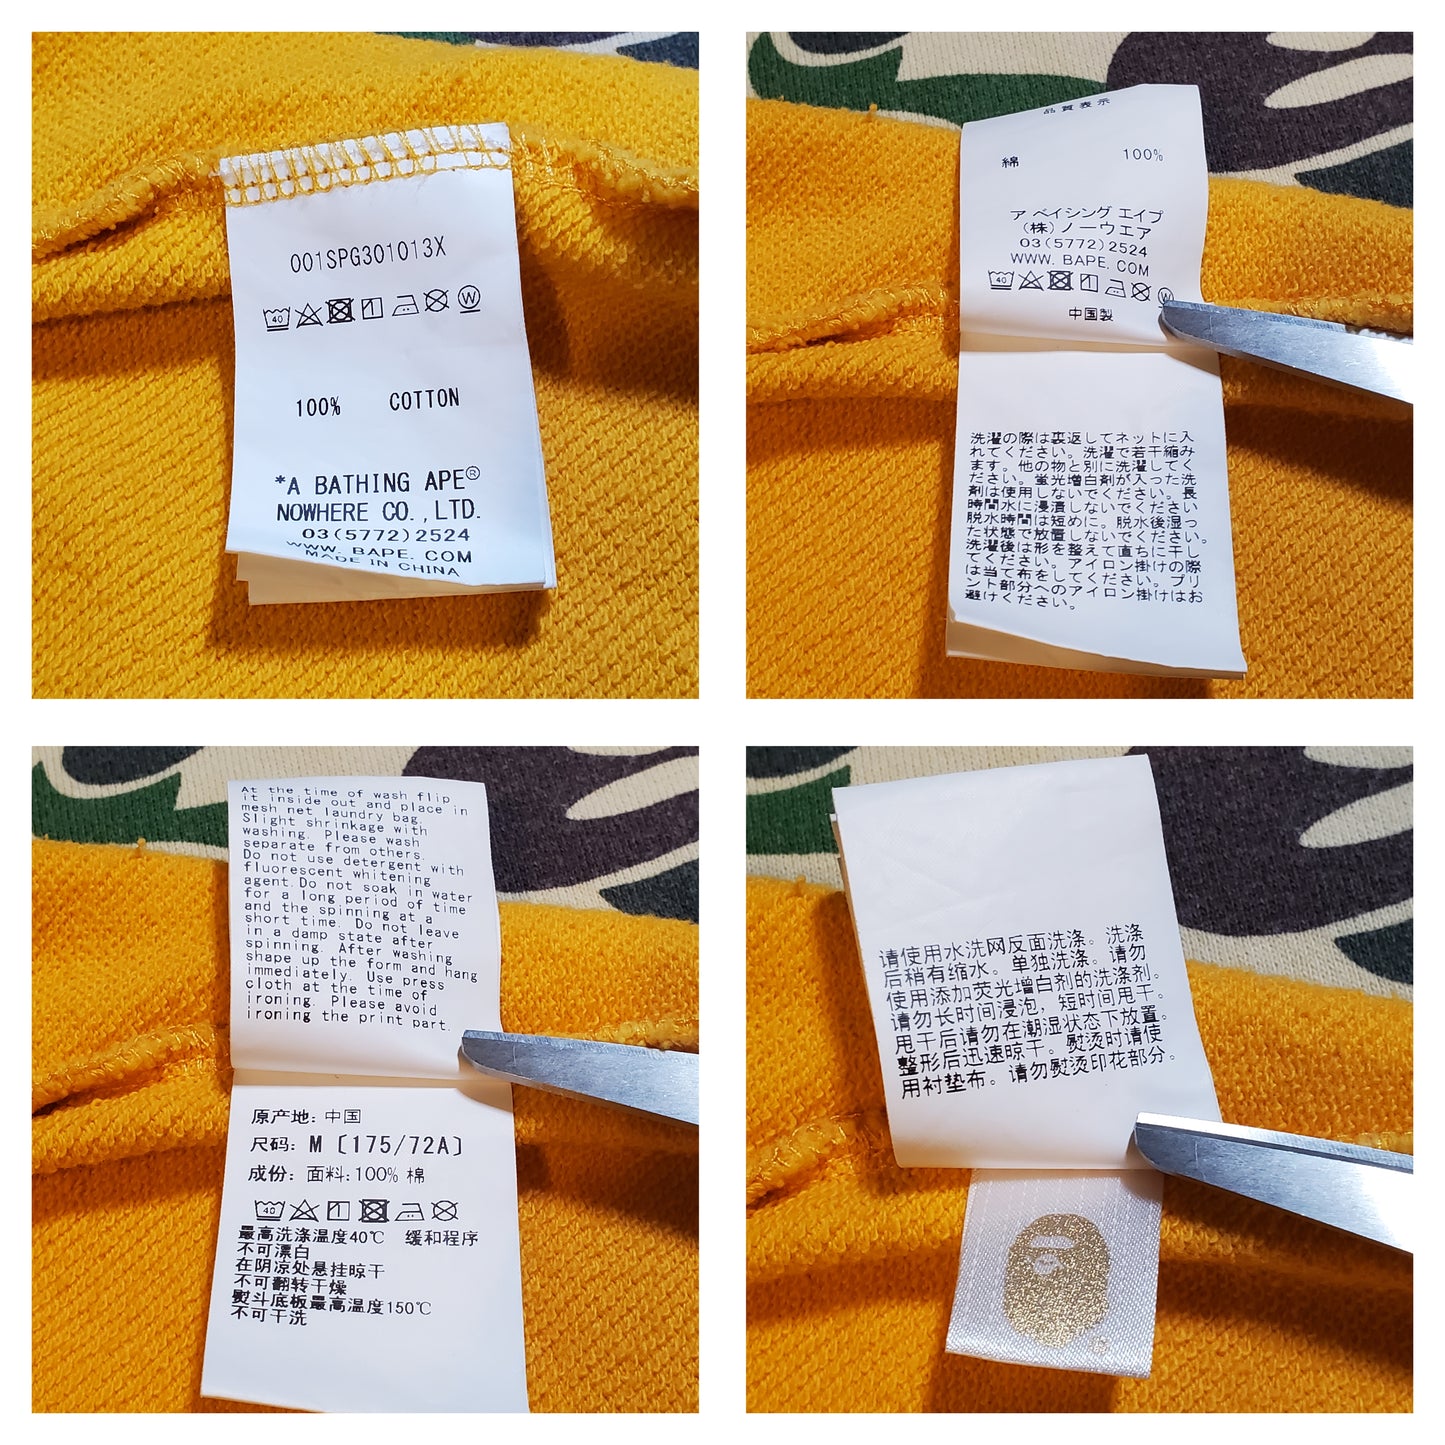 001SPG301013X
40 W
100% COTTON
*A BATHING APE®
NOWHERE CO.,LTD.
03(5772)2524
WWW. BAPE. COM
MADE IN CHINA
品質表示
綿 100%
ア ベイシング エイプ
(株)ノーウエア
03(5772)2524
WWW. BAPE. COM
40 W
中国製
洗濯の際は裏返してネットに入
れてください。洗濯で若干縮み
ます。他の物と別に洗濯してく
ださい。蛍光増白剤が入った洗
剤は使用しないでください。長
時間水に浸漬しないでください
脱水時間は短めに。脱水後湿っ
た状態で放置しないでください。
洗濯後は形を整えて直ちに干し
てください。アイロン掛けの際
は当て布をしてください。プリ
ント部分へのアイロン掛けはお
避けください。
At the time of wash flip
it inside out and place in
mesh net laundry bag.
Slight shrinkage with
washing. Please wash
separate from others.
Do not use detergent with
fluorescent whitening
agent.Do not soak in water
for a long period of time
and the spinning at a
short time. Do not leave
in a damp state after
spinning. After washing
shape up the form and hang
immediately. Use press
cloth at the time of
ironing. Please avoid
ironing the print part.
原产地: 中国
尺码: M〔175/72A〕
成份: 面料:100% 棉
40
最高洗涤温度40℃ 缓和程序
不可漂白
在阴凉处悬挂晾干
不可翻转干燥
熨斗底板最高温度150℃
不可干洗
请使用水洗网反面洗涤。洗涤
后稍有缩水。单独洗涤。请勿
使用添加荧光增白剂的洗涤剂。
请勿长时间浸泡，短时间甩干。
甩干后请勿在潮湿状态下放置。
整形后迅速晾干。熨烫时请使
用衬垫布。请勿熨烫印花部分。